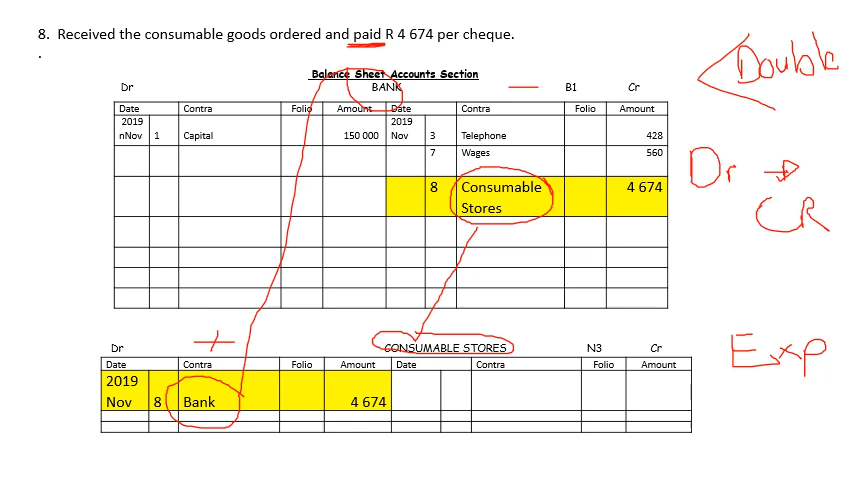 8. Received the consumable goods ordered and paid R 4 674 per cheque.
.
Double
Balance Sheet Accounts Section
Dr BANK B1 Cr
Date Contra Folio Amount Date Contra Folio Amount
2019 2019
nNov 1 Capital 150 000 Nov 3 Telephone 428
7 Wages 560
8 Consumable 4 674
Stores
Dr →
CR
Dr CONSUMABLE STORES N3 Cr
Date Contra Folio Amount Date Contra Folio Amount
2019
Nov 8 Bank 4 674
Exp